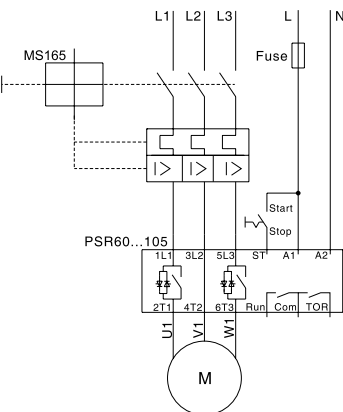 L1 L2 L3 L N
MS165
Fuse
I> I> I>
Start
Stop
PSR60...105
1L1 3L2 5L3 ST A1 A2
2T1 4T2 6T3 Run Com TOR
U1 V1 W1
M